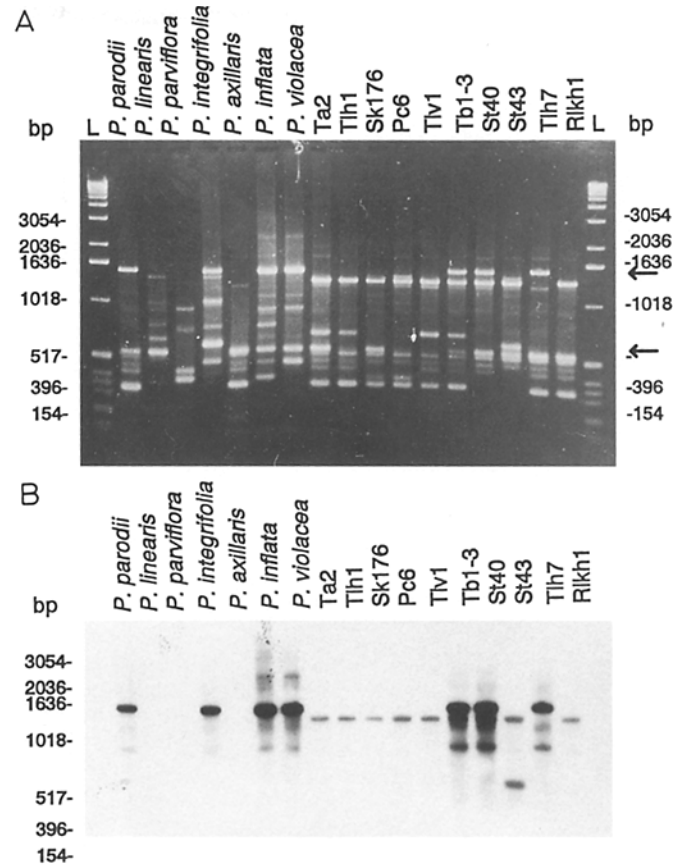 A
bp
L
P. parodii
P. linearis
P. parviflora
P. integrifolia
P. axillaris
P. inflata
P. violacea
Ta2
Tlh1
Sk176
Pc6
Tlv1
Tb1-3
St40
St43
Tlh7
Rlkh1
L
bp
3054-
2036-
1636-
1018-
517-
396-
154-
-3054
-2036
-1636
-1018
-517
-396
-154
B
bp
P. parodii
P. linearis
P. parviflora
P. integrifolia
P. axillaris
P. inflata
P. violacea
Ta2
Tlh1
Sk176
Pc6
Tlv1
Tb1-3
St40
St43
Tlh7
Rlkh1
3054-
2036-
1636-
1018-
517-
396-
154-